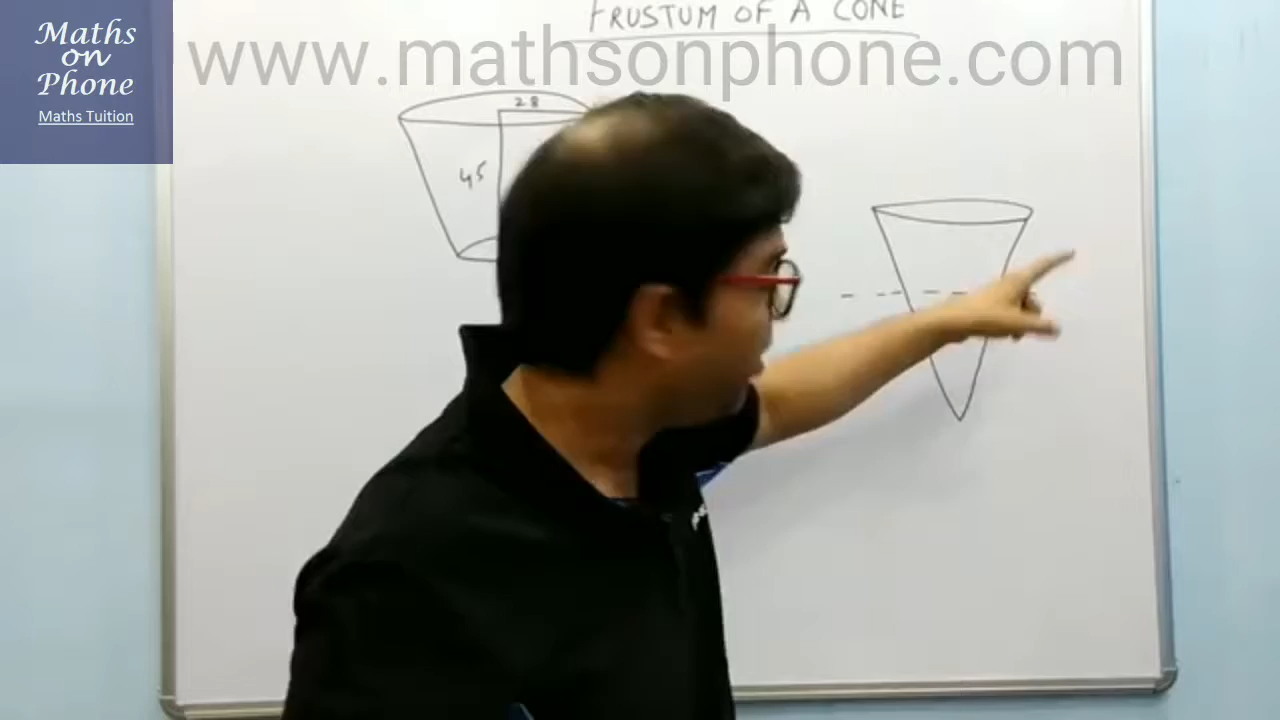 Maths
on
Phone
Maths Tuition
FRUSTUM OF A CONE
www.mathsonphone.com
28
45